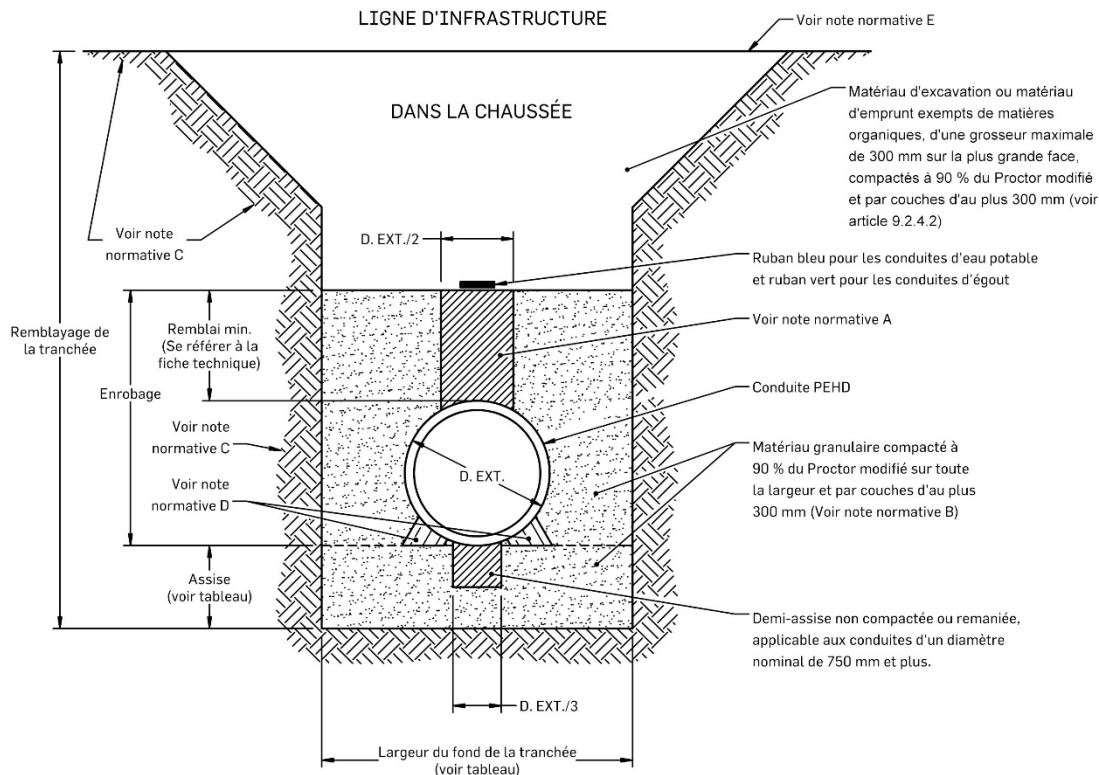 LIGNE D'INFRASTRUCTURE
Voir note normative E
DANS LA CHAUSSÉE
Matériau d'excavation ou matériau
d'emprunt exempts de matières
organiques, d'une grosseur maximale
de 300 mm sur la plus grande face,
compactés à 90 % du Proctor modifié
et par couches d'au plus 300 mm (voir
article 9.2.4.2)
Voir note
normative C
D. EXT./2
Ruban bleu pour les conduites d'eau potable
et ruban vert pour les conduites d'égout
Remblayage de
la tranchée
Remblai min.
(Se référer à la
fiche technique)
Voir note normative A
Enrobage
Conduite PEHD
Voir note
normative C
D. EXT.
Matériau granulaire compacté à
90 % du Proctor modifié sur toute
la largeur et par couches d'au plus
300 mm (Voir note normative B)
Voir note
normative D
Assise
(voir tableau)
Demi-assise non compactée ou remaniée,
applicable aux conduites d'un diamètre
nominal de 750 mm et plus.
D. EXT./3
Largeur du fond de la tranchée
(voir tableau)